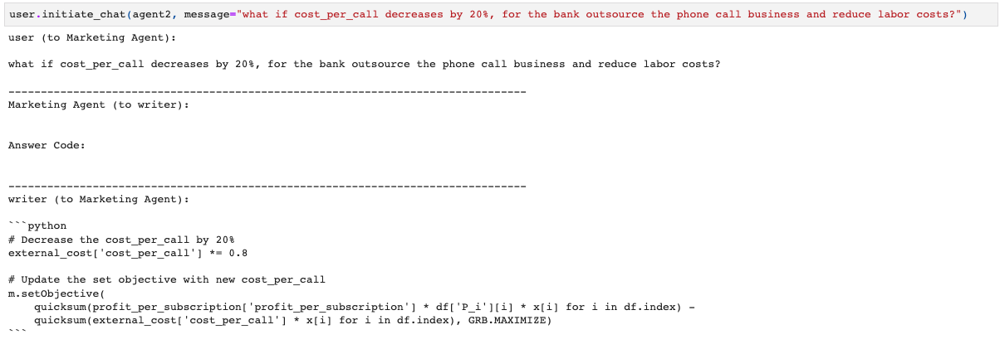 user.initiate_chat(agent2, message="what if cost_per_call decreases by 20%, for the bank outsource the phone call business and reduce labor costs?")
user (to Marketing Agent):
what if cost_per_call decreases by 20%, for the bank outsource the phone call business and reduce labor costs?
--------------------------------------------------------------------------------
Marketing Agent (to writer):
Answer Code:
--------------------------------------------------------------------------------
writer (to Marketing Agent):
```python
# Decrease the cost_per_call by 20%
external_cost['cost_per_call'] *= 0.8
# Update the set objective with new cost_per_call
m.setObjective(
    quicksum(profit_per_subscription['profit_per_subscription'] * df['P_i'][i] * x[i] for i in df.index) -
    quicksum(external_cost['cost_per_call'] * x[i] for i in df.index), GRB.MAXIMIZE)
```